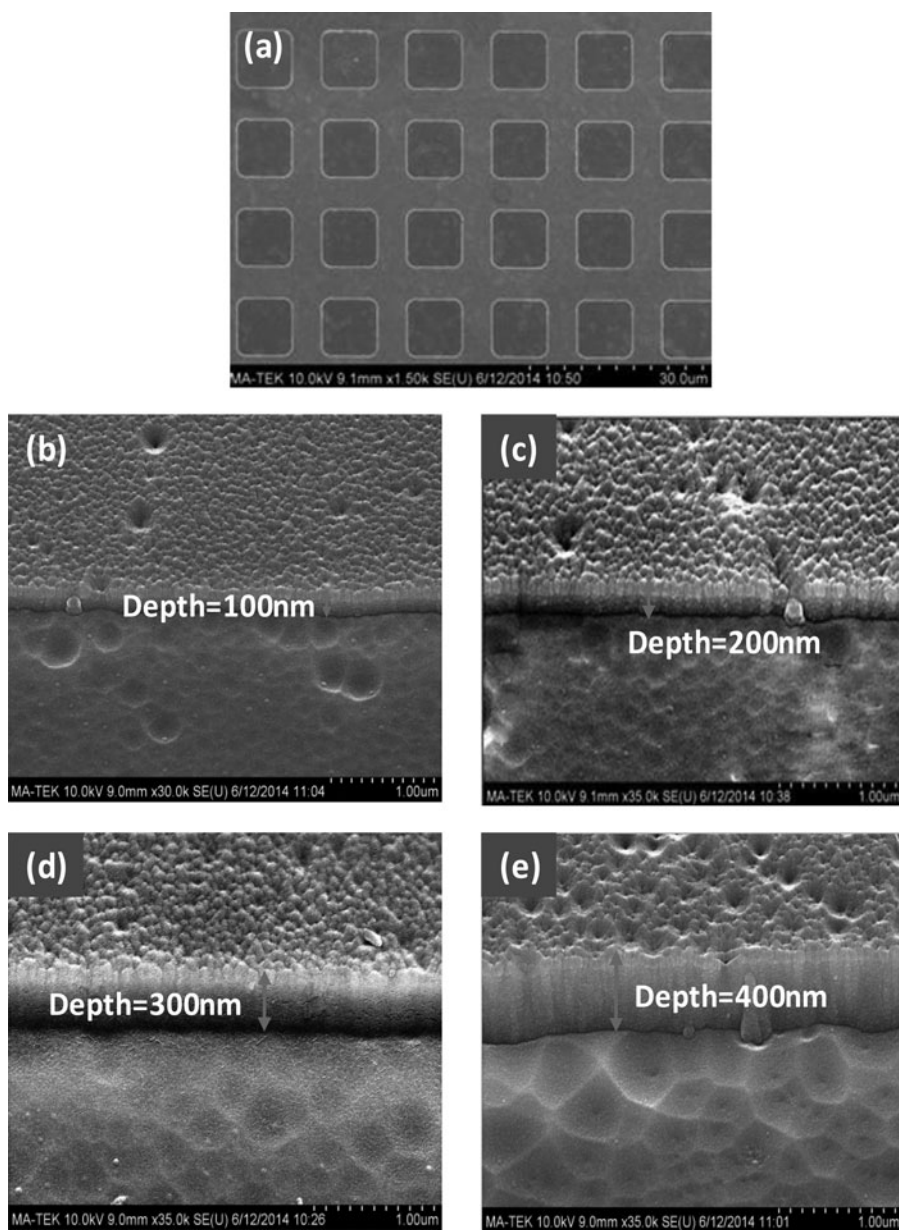 (a)
MA-TEK 10.0kV 9.1mm x1.50k SE(U) 6/12/2014 10:50 30.0um
(b)
Depth=100nm
MA-TEK 10.0kV 9.0mm x30.0k SE(U) 6/12/2014 11:04 1.00um
(c)
Depth=200nm
MA-TEK 10.0kV 9.1mm x35.0k SE(U) 6/12/2014 10:38 1.00um
(d)
Depth=300nm
MA-TEK 10.0kV 9.0mm x35.0k SE(U) 6/12/2014 10:26 1.00um
(e)
Depth=400nm
MA-TEK 10.0kV 9.0mm x35.0k SE(U) 6/12/2014 11:01 1.00um